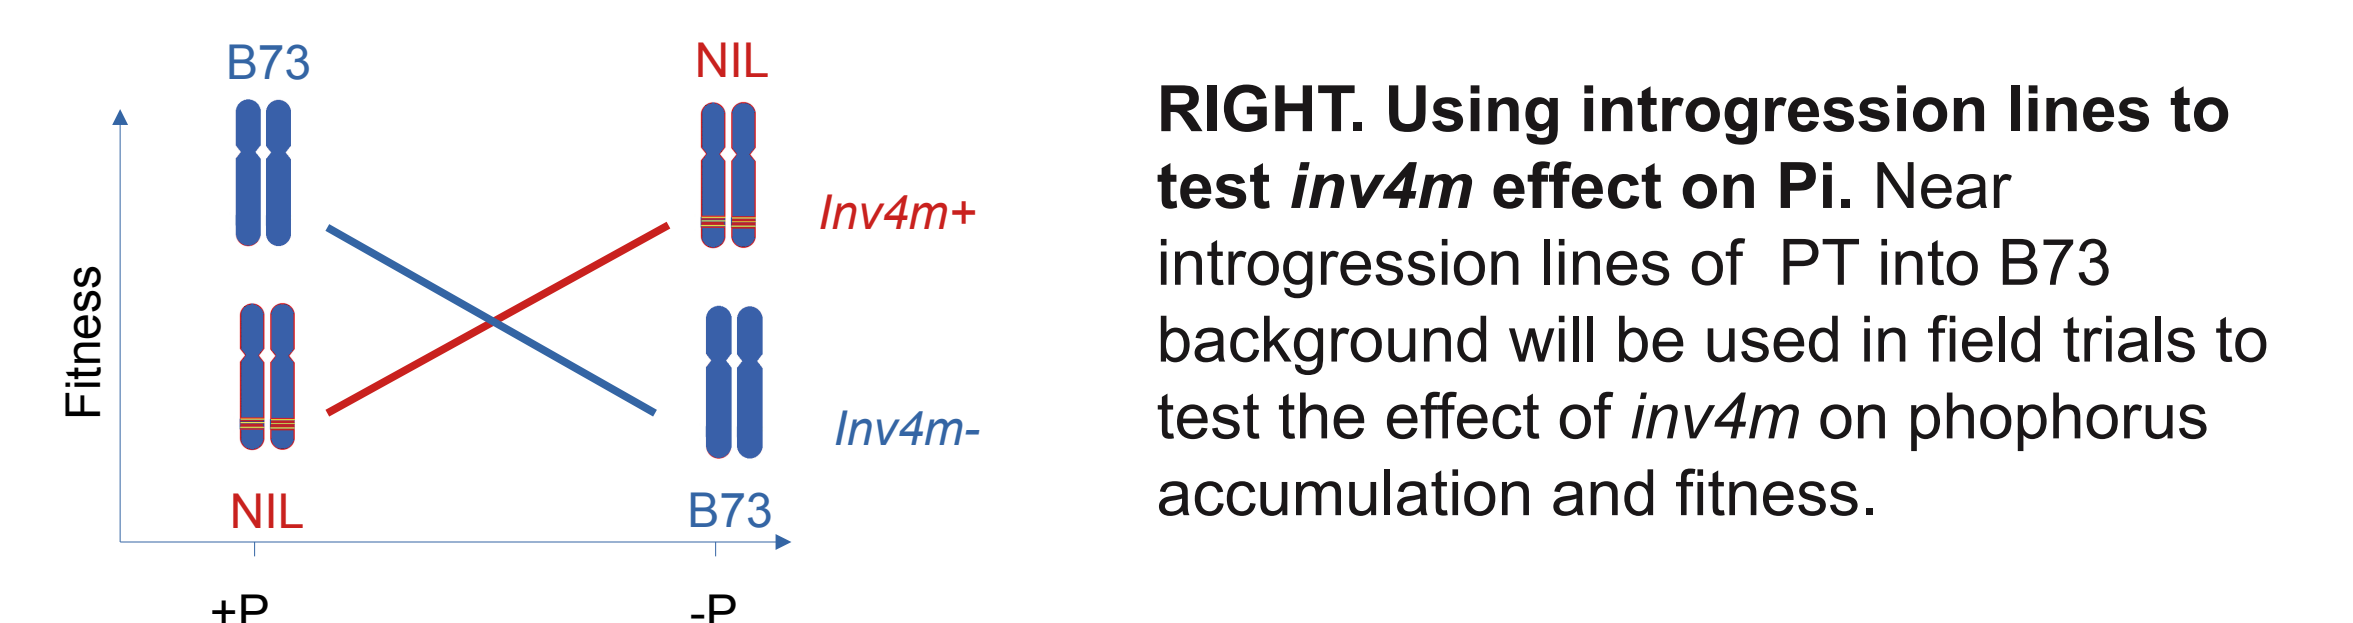 B73
NIL
Inv4m+
Fitness
Inv4m-
NIL
B73
+P
-P
RIGHT. Using introgression lines to
test inv4m effect on Pi. Near
introgression lines of  PT into B73
background will be used in field trials to
test the effect of inv4m on phophorus
accumulation and fitness.